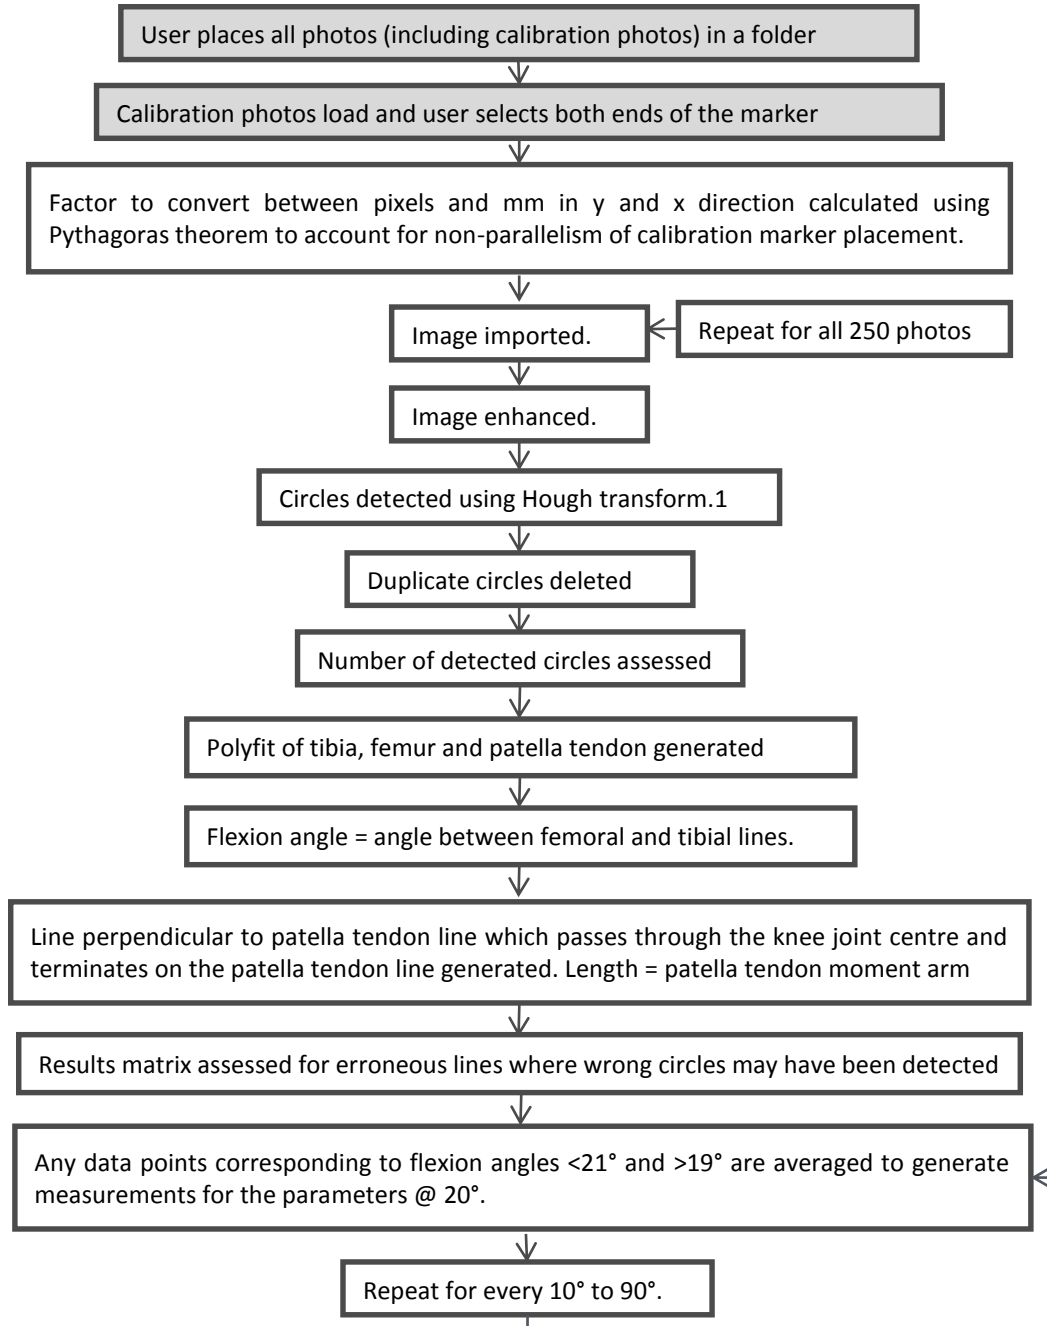 User places all photos (including calibration photos) in a folder
Calibration photos load and user selects both ends of the marker
Factor to convert between pixels and mm in y and x direction calculated using
Pythagoras theorem to account for non-parallelism of calibration marker placement.
Image imported.
Repeat for all 250 photos
Image enhanced.
Circles detected using Hough transform.1
Duplicate circles deleted
Number of detected circles assessed
Polyfit of tibia, femur and patella tendon generated
Flexion angle = angle between femoral and tibial lines.
Line perpendicular to patella tendon line which passes through the knee joint centre and
terminates on the patella tendon line generated. Length = patella tendon moment arm
Results matrix assessed for erroneous lines where wrong circles may have been detected
Any data points corresponding to flexion angles <21° and >19° are averaged to generate
measurements for the parameters @ 20°.
Repeat for every 10° to 90°.